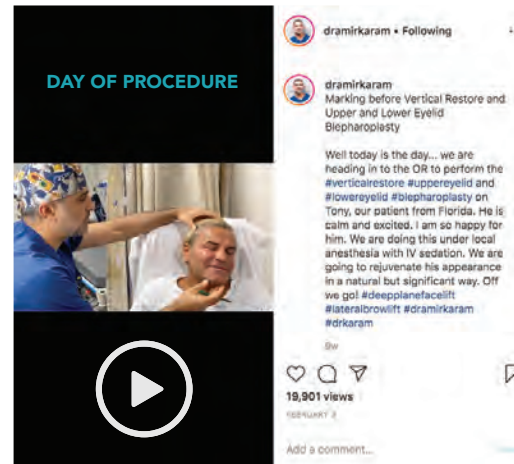 DAY OF PROCEDURE
dramirkaram • Following
dramirkaram
Marking before Vertical Restore and
Upper and Lower Eyelid
Blepharoplasty
Well today is the day... we are
heading in to the OR to perform the
#verticalrestore #uppereyelid and
#lowereyelid #blepharoplasty on
Tony, our patient from Florida. He is
calm and excited. I am so happy for
him. We are doing this under local
anesthesia with IV sedation. We are
going to rejuvenate his appearance
in a natural but significant way. Off
we go! #deepplanefacelift
#lateralbrowlift #dramirkaram
#drkaram
9w
19,901 views
FEBRUARY
Add a comment...